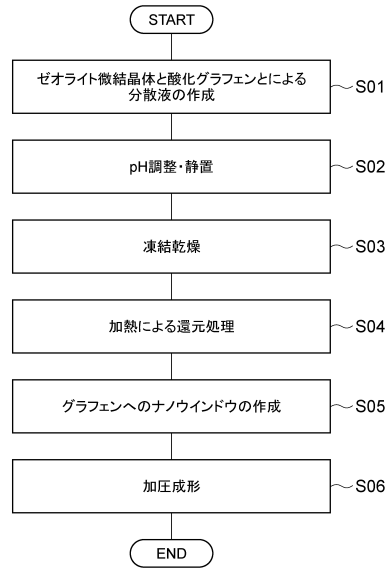 START
ゼオライト微結晶体と酸化グラフェンとによる
分散液の作成
S01
pH調整・静置
S02
凍結乾燥
S03
加熱による還元処理
S04
グラフェンへのナノウインドウの作成
S05
加圧成形
S06
END